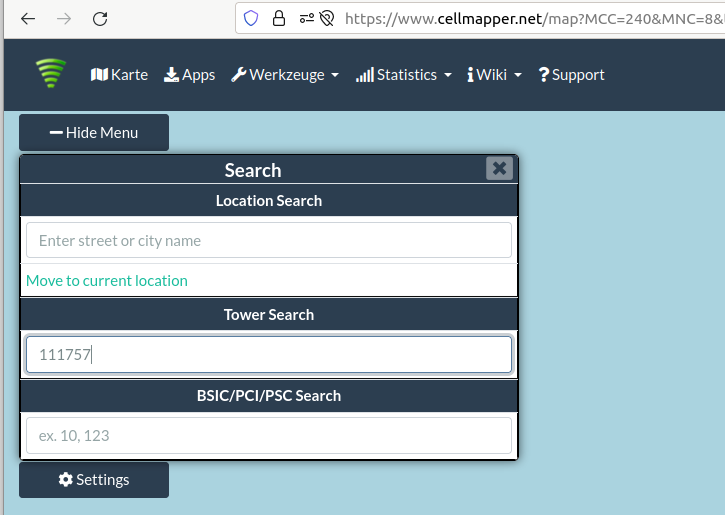 https://www.cellmapper.net/map?MCC=240&MNC=8&
Karte Apps Werkzeuge Statistics Wiki ? Support
Hide Menu
Search
Location Search
Enter street or city name
Move to current location
Tower Search
111757
BSIC/PCI/PSC Search
ex. 10, 123
Settings